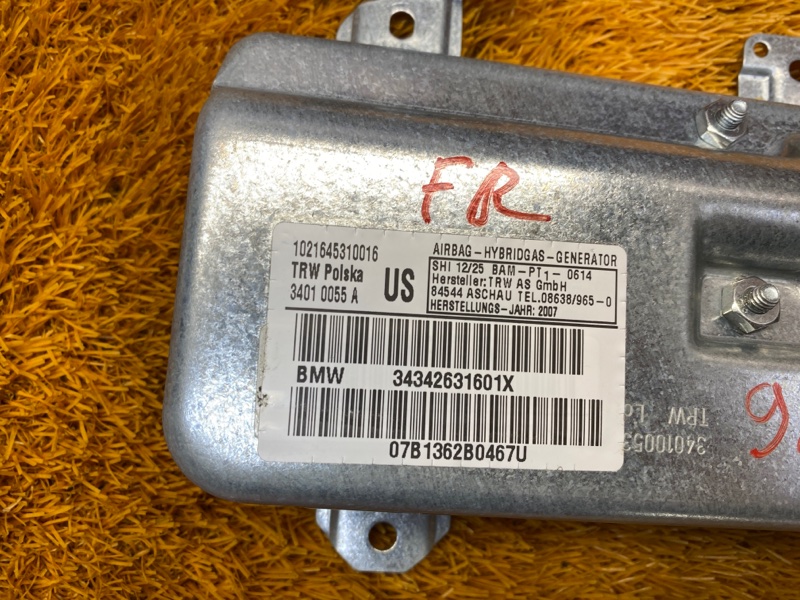 FR
1021645310016
TRW Polska
3401 0055 A
US
AIRBAG-HYBRIDGAS-GENERATOR
SHI 12/25 BAM-PT1-0614
Hersteller:TRW AS GmbH
84544 ASCHAU TEL.08638/965-0
HERSTELLUNGS-JAHR: 2007
BMW 34342631601X
07B1362B0467U
TRW